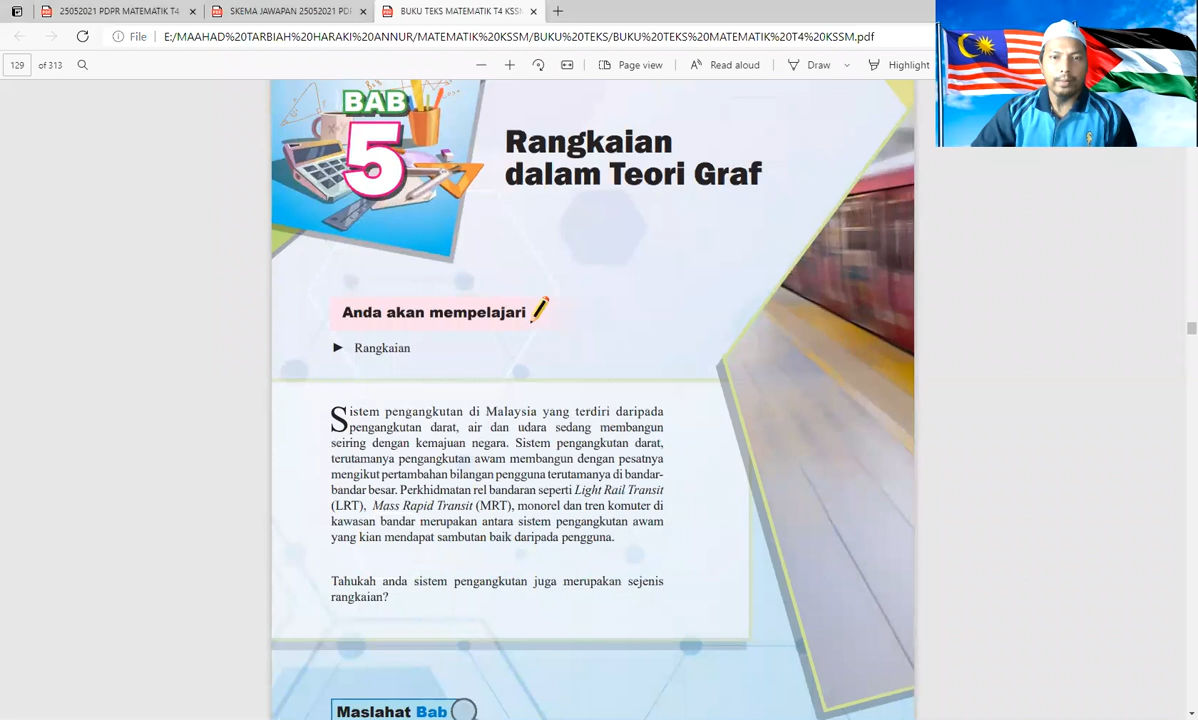 25052021 PDPR MATEMATIK T4
SKEMA JAWAPAN 25052021 PDF
BUKU TEKS MATEMATIK T4 KSSM
File
E:/MAAHAD%20TARBIAH%20HARAKI%20ANNUR/MATEMATIK%20KSSM/BUKU%20TEKS/BUKU%20TEKS%20MATEMATIK%20T4%20KSSM.pdf
129 of 313
Page view
Read aloud
Draw
Highlight
BAB
5
Rangkaian
dalam Teori Graf
Anda akan mempelajari
► Rangkaian
Sistem pengangkutan di Malaysia yang terdiri daripada
pengangkutan darat, air dan udara sedang membangun
seiring dengan kemajuan negara. Sistem pengangkutan darat,
terutamanya pengangkutan awam membangun dengan pesatnya
mengikut pertambahan bilangan pengguna terutamanya di bandar-
bandar besar. Perkhidmatan rel bandaran seperti Light Rail Transit
(LRT), Mass Rapid Transit (MRT), monorel dan tren komuter di
kawasan bandar merupakan antara sistem pengangkutan awam
yang kian mendapat sambutan baik daripada pengguna.
Tahukah anda sistem pengangkutan juga merupakan sejenis
rangkaian?
Maslahat Bab